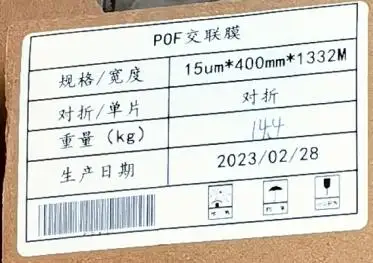 POF交联膜
规格/宽度 15um*400mm*1332M
对折/单片 对折
重量(kg) 14.4
生产日期 2023/02/28